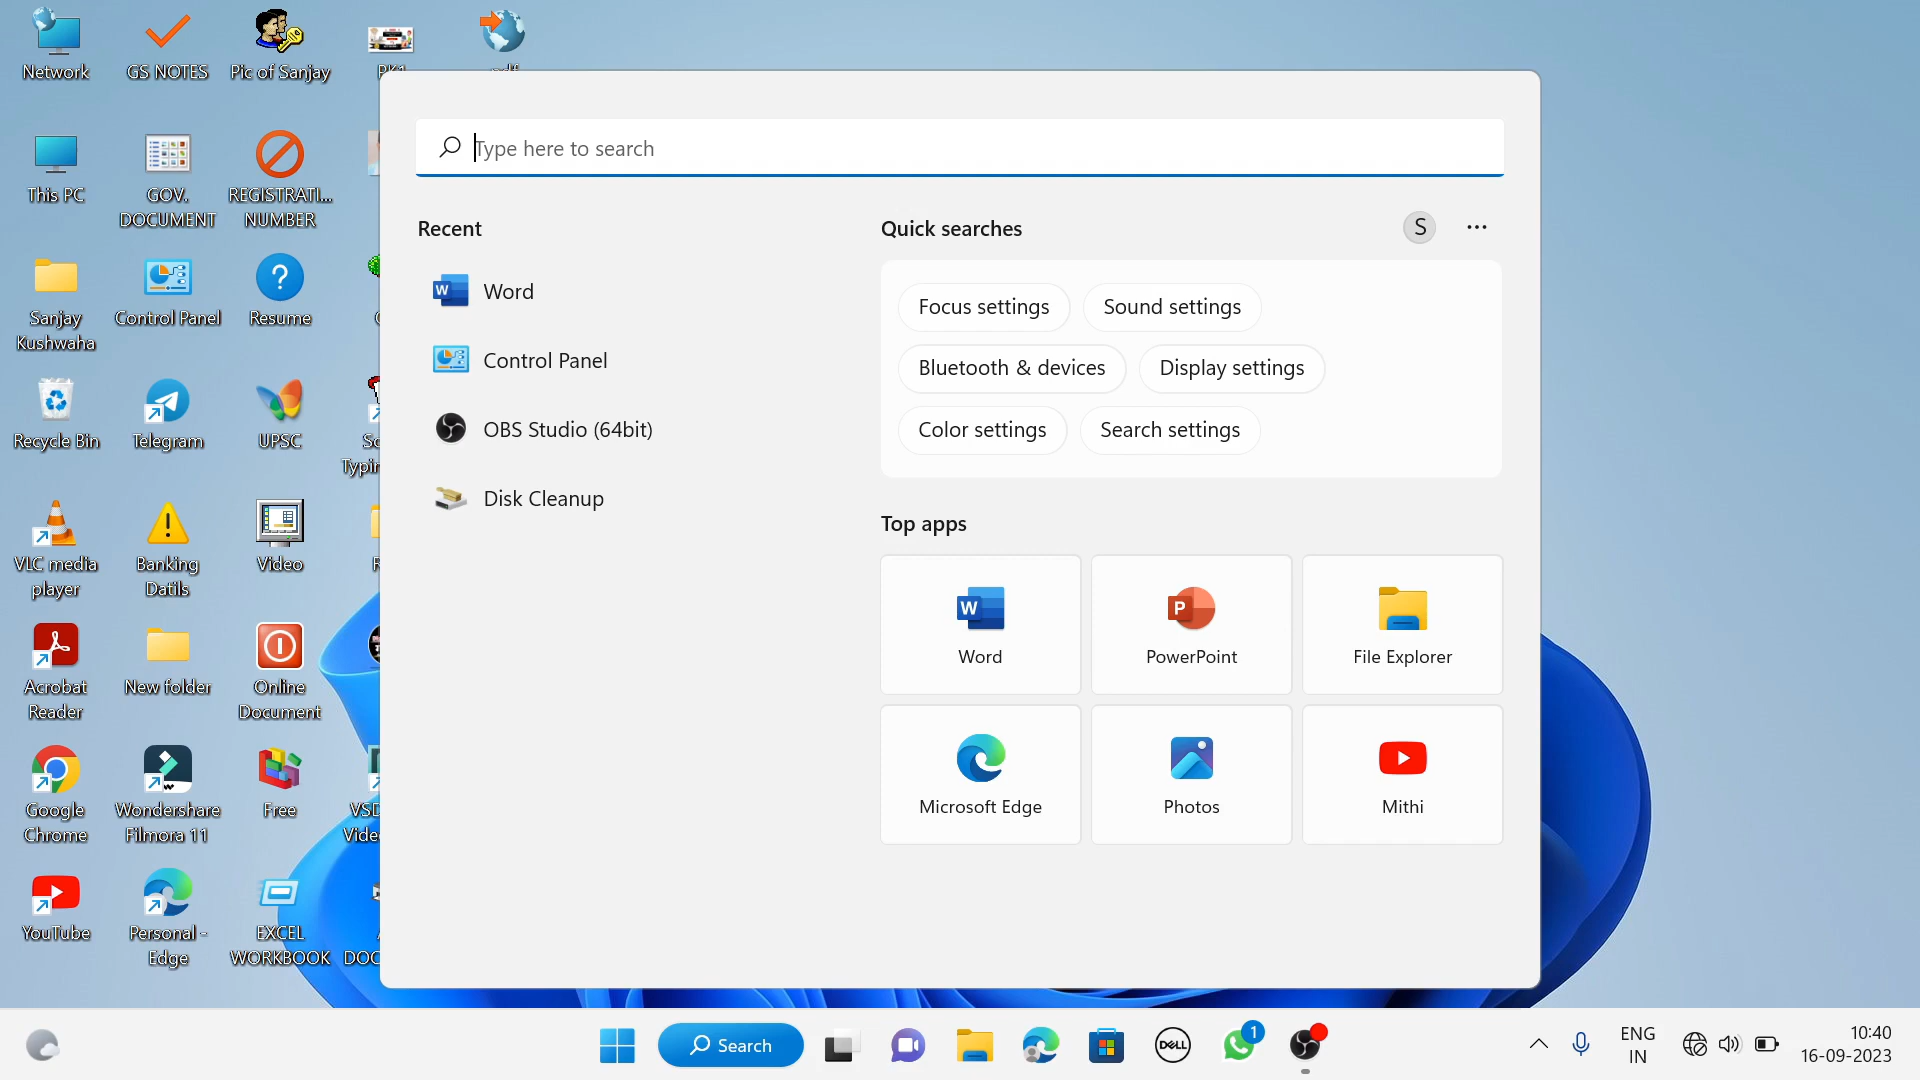 Network
GS NOTES
Pic of Sanjay
Type here to search
This PC
GOV.
DOCUMENT
REGISTRATI...
NUMBER
Recent
Quick searches
S
Word
Focus settings
Sound settings
Sanjay
Kushwaha
Control Panel
Resume
Control Panel
Bluetooth & devices
Display settings
Recycle Bin
Telegram
UPSC
OBS Studio (64bit)
Color settings
Search settings
Disk Cleanup
Top apps
VLC media
player
Banking
Datils
Video
Word
PowerPoint
File Explorer
Acrobat
Reader
New folder
Online
Document
Google
Chrome
Wondershare
Filmora 11
Free
Microsoft Edge
Photos
Mithi
YouTube
Personal -
Edge
EXCEL
WORKBOOK
Search
DELL
1
ENG
IN
10:40
16-09-2023